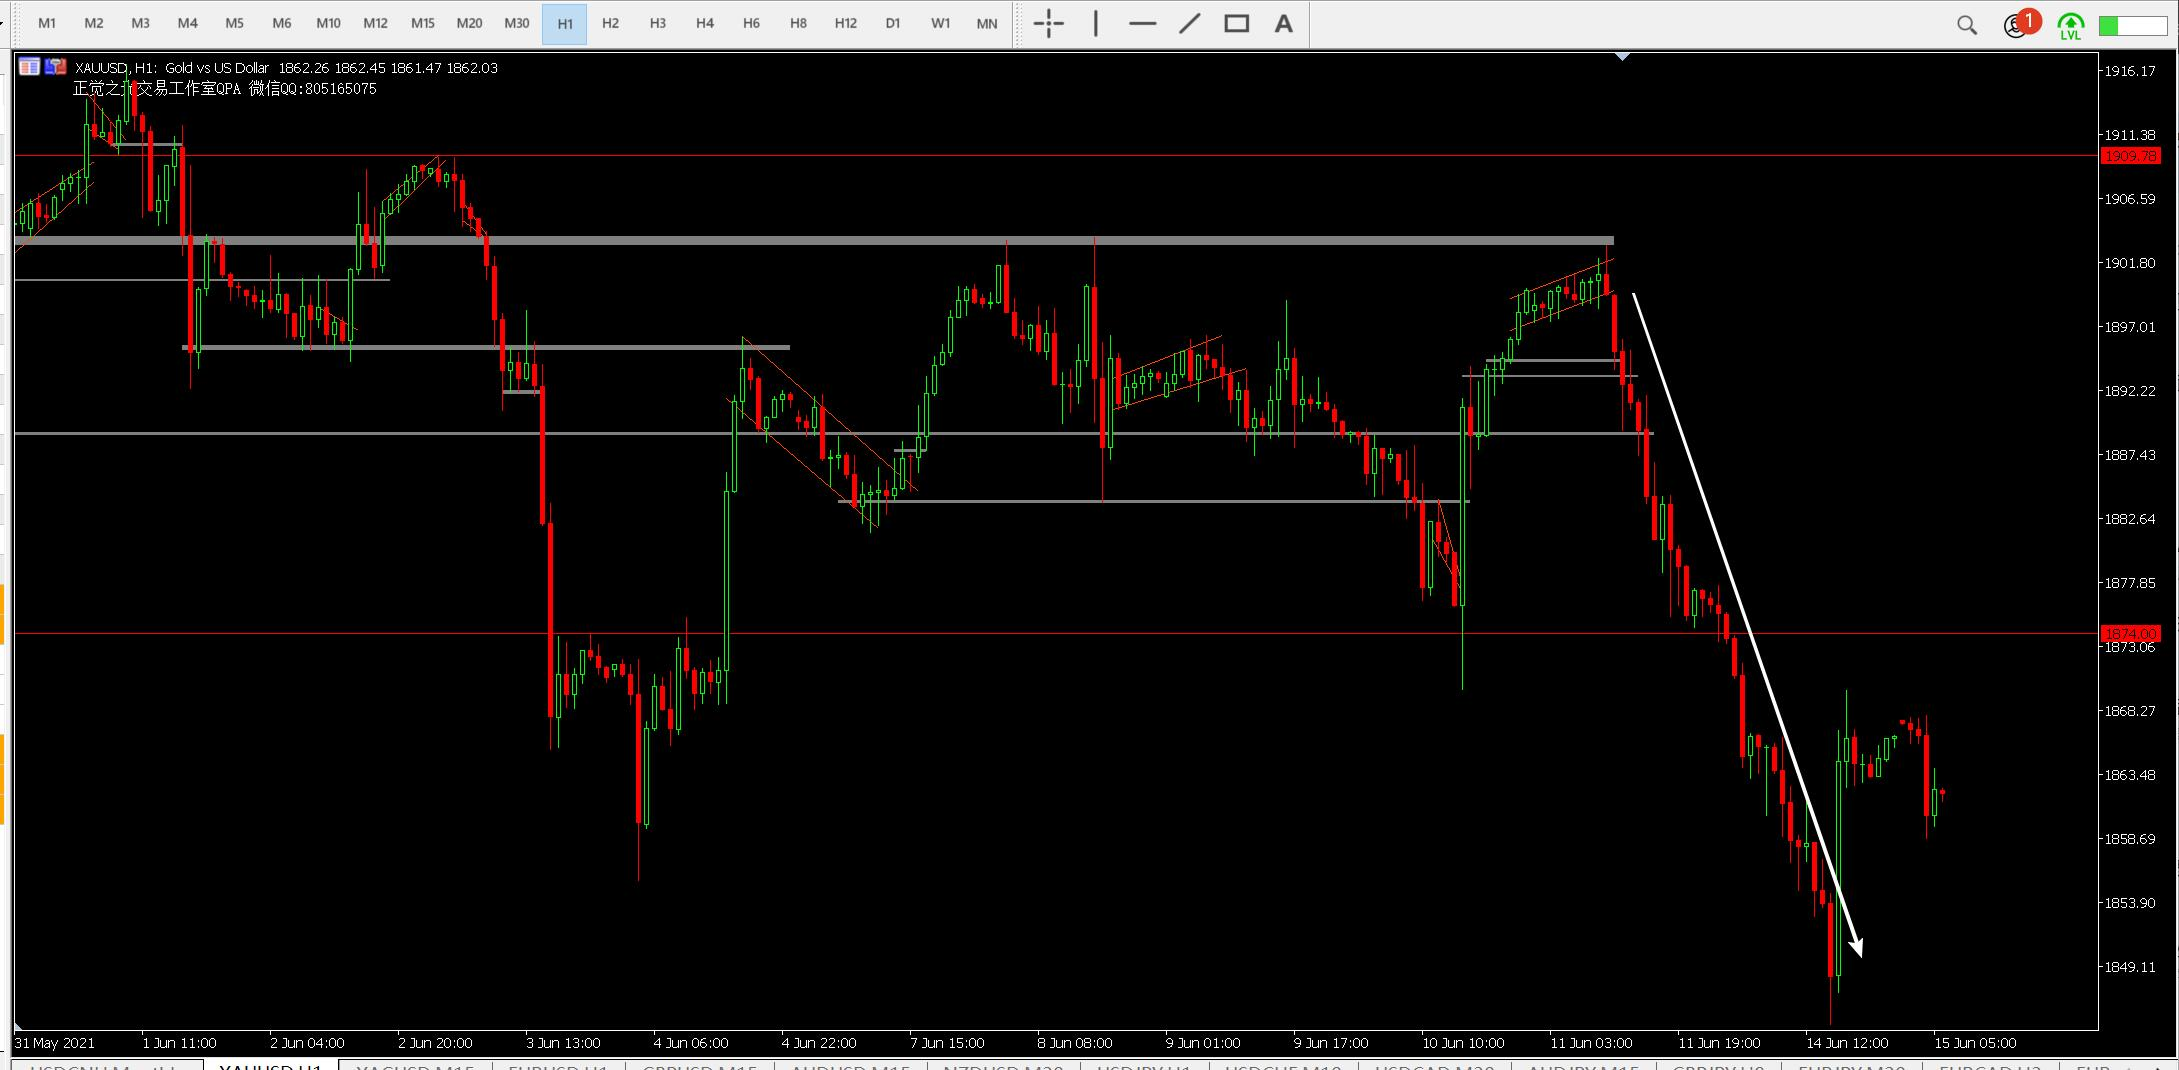 M1 M2 M3 M4 M5 M6 M10 M12 M15 M20 M30 H1 H2 H3 H4 H6 H8 H12 D1 W1 MN
A
1
LVL
XAUUSD, H1: Gold vs US Dollar 1862.26 1862.45 1861.47 1862.03
正觉之 交易工作室QPA 微信QQ:805165075
1916.17
1911.38
1909.78
1906.59
1901.80
1897.01
1892.22
1887.43
1882.64
1877.85
1874.00
1873.06
1868.27
1863.48
1858.69
1853.90
1849.11
31 May 2021 1 Jun 11:00 2 Jun 04:00 2 Jun 20:00 3 Jun 13:00 4 Jun 06:00 4 Jun 22:00 7 Jun 15:00 8 Jun 08:00 9 Jun 01:00 9 Jun 17:00 10 Jun 10:00 11 Jun 03:00 11 Jun 19:00 14 Jun 12:00 15 Jun 05:00
XAUUSD,H1